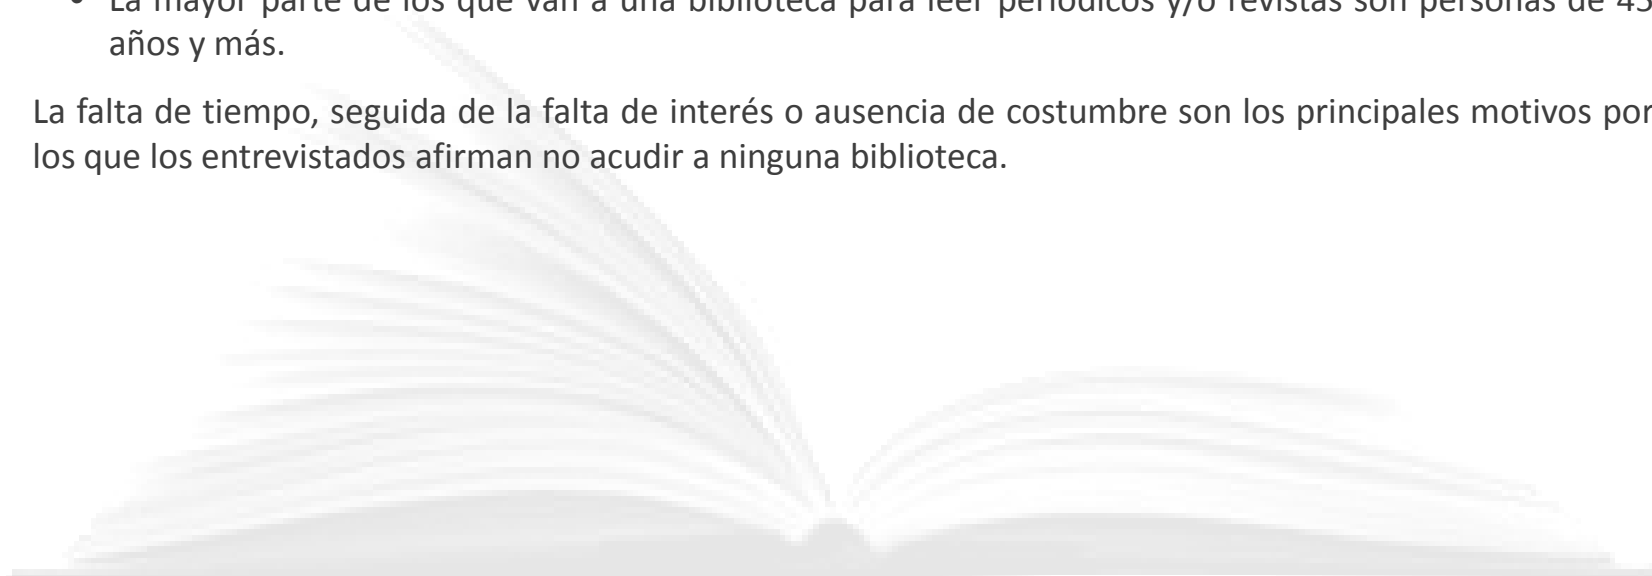 • La mayor parte de los que van a una biblioteca para leer periódicos y/o revistas son personas de 45
años y más.
La falta de tiempo, seguida de la falta de interés o ausencia de costumbre son los principales motivos por
los que los entrevistados afirman no acudir a ninguna biblioteca.